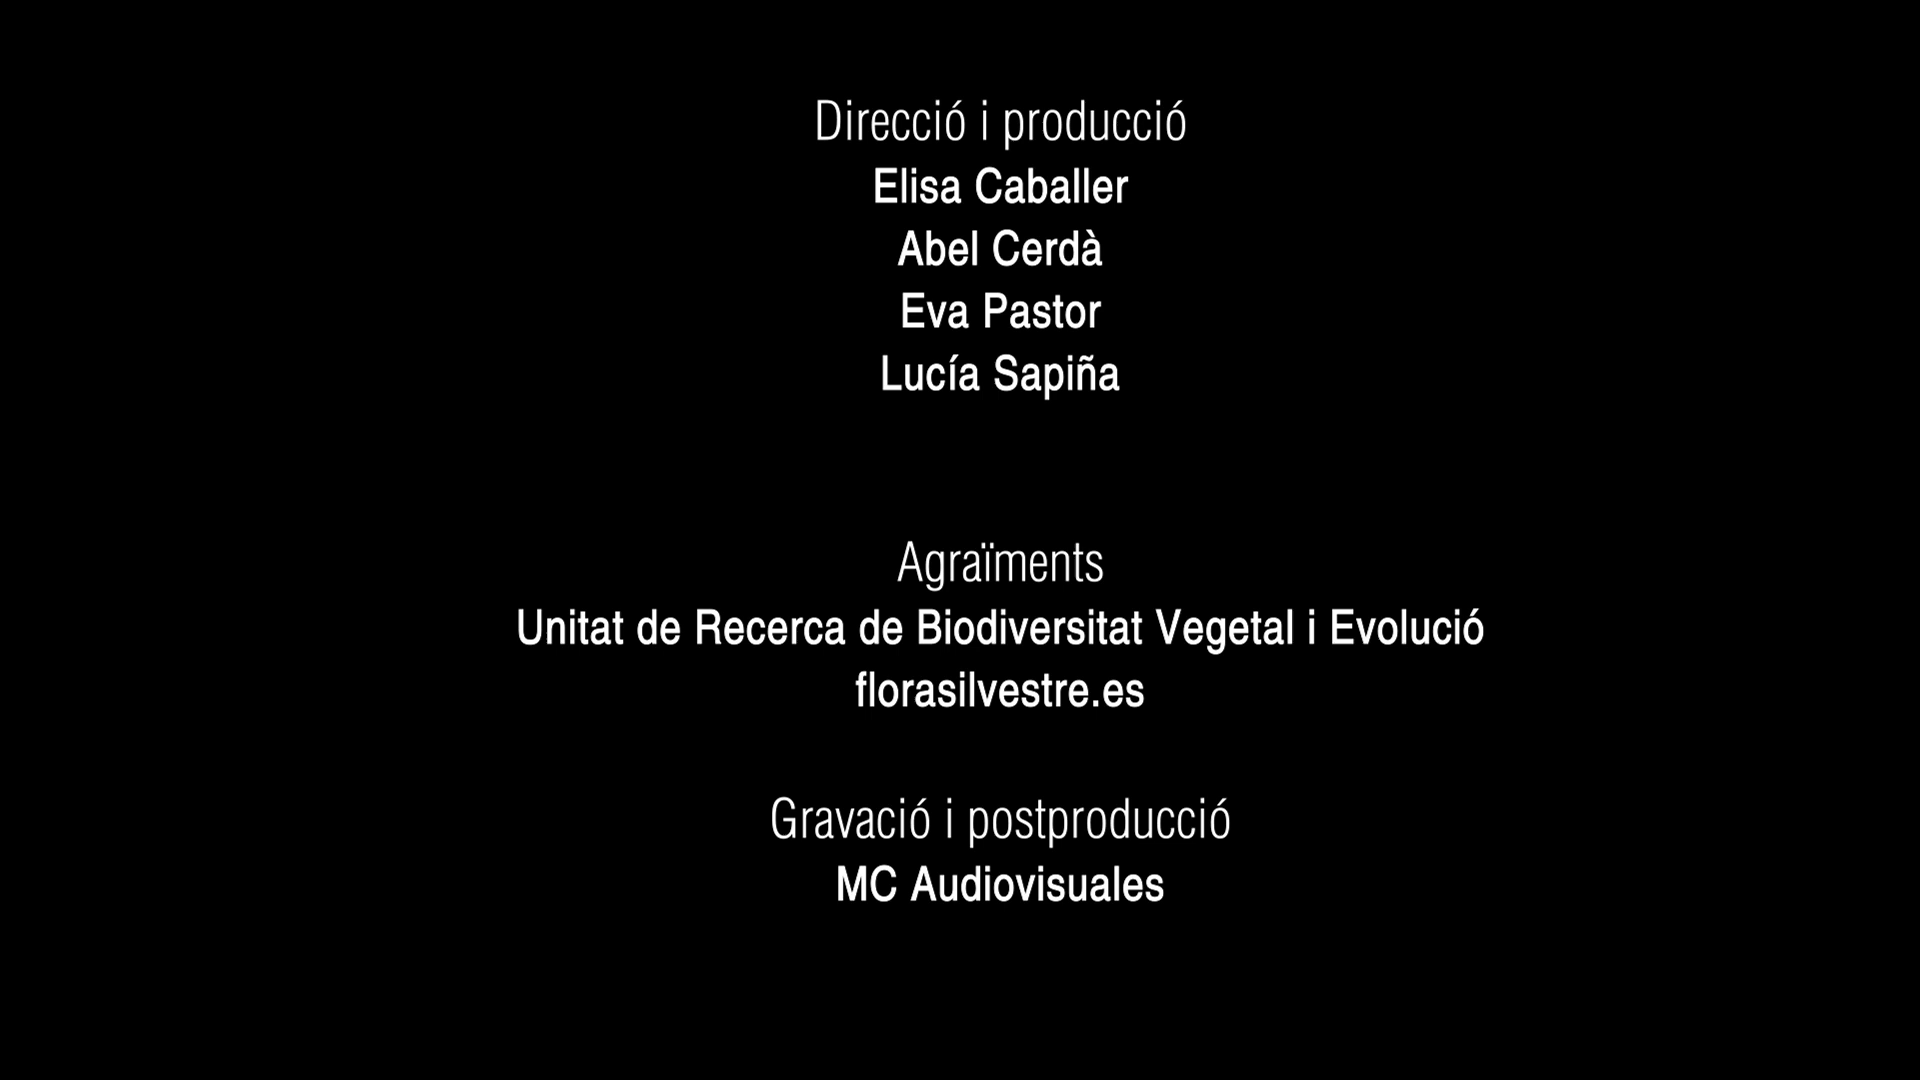 Direcció i producció
Elisa Caballer
Abel Cerdà
Eva Pastor
Lucía Sapiña
Agraïments
Unitat de Recerca de Biodiversitat Vegetal i Evolució
florasilvestre.es
Gravació i postproducció
MC Audiovisuales